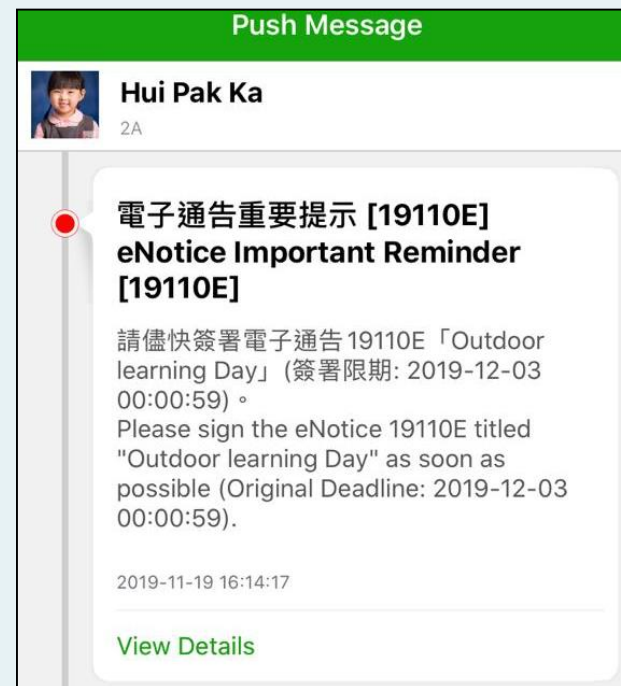 Push Message
Hui Pak Ka
2A
電子通告重要提示 [19110E]
eNotice Important Reminder
[19110E]
請儘快簽署電子通告19110E「Outdoor
learning Day」(簽署限期: 2019-12-03
00:00:59)。
Please sign the eNotice 19110E titled
"Outdoor learning Day" as soon as
possible (Original Deadline: 2019-12-03
00:00:59).
2019-11-19 16:14:17
View Details